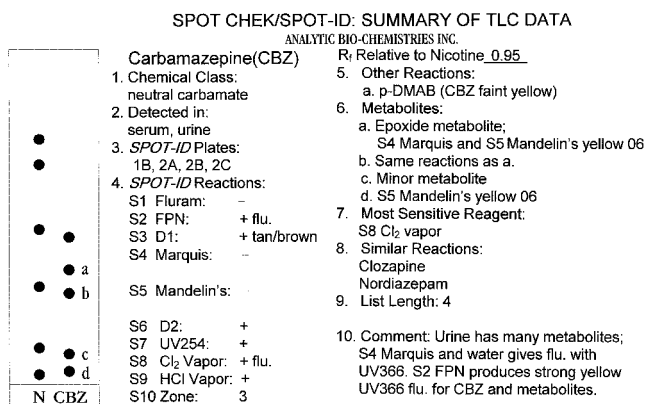 SPOT CHEK/SPOT-ID: SUMMARY OF TLC DATA
ANALYTIC BIO-CHEMISTRIES INC.
Carbamazepine(CBZ)
1. Chemical Class:
neutral carbamate
2. Detected in:
serum, urine
3. SPOT-ID Plates:
1B, 2A, 2B, 2C
4. SPOT-ID Reactions:
S1 Fluram: –
S2 FPN: + flu.
S3 D1: + tan/brown
S4 Marquis: –
S5 Mandelin's: –
S6 D2: +
S7 UV254: +
S8 Cl₂ Vapor: + flu.
S9 HCl Vapor: +
S10 Zone: 3
Rf Relative to Nicotine 0.95
5. Other Reactions:
a. p-DMAB (CBZ faint yellow)
6. Metabolites:
a. Epoxide metabolite;
S4 Marquis and S5 Mandelin's yellow 06
b. Same reactions as a.
c. Minor metabolite
d. S5 Mandelin's yellow 06
7. Most Sensitive Reagent:
S8 Cl₂ vapor
8. Similar Reactions:
Clozapine
Nordiazepam
9. List Length: 4
10. Comment: Urine has many metabolites;
S4 Marquis and water gives flu. with
UV366. S2 FPN produces strong yellow
UV366 flu. for CBZ and metabolites.
a
b
c
d
N CBZ